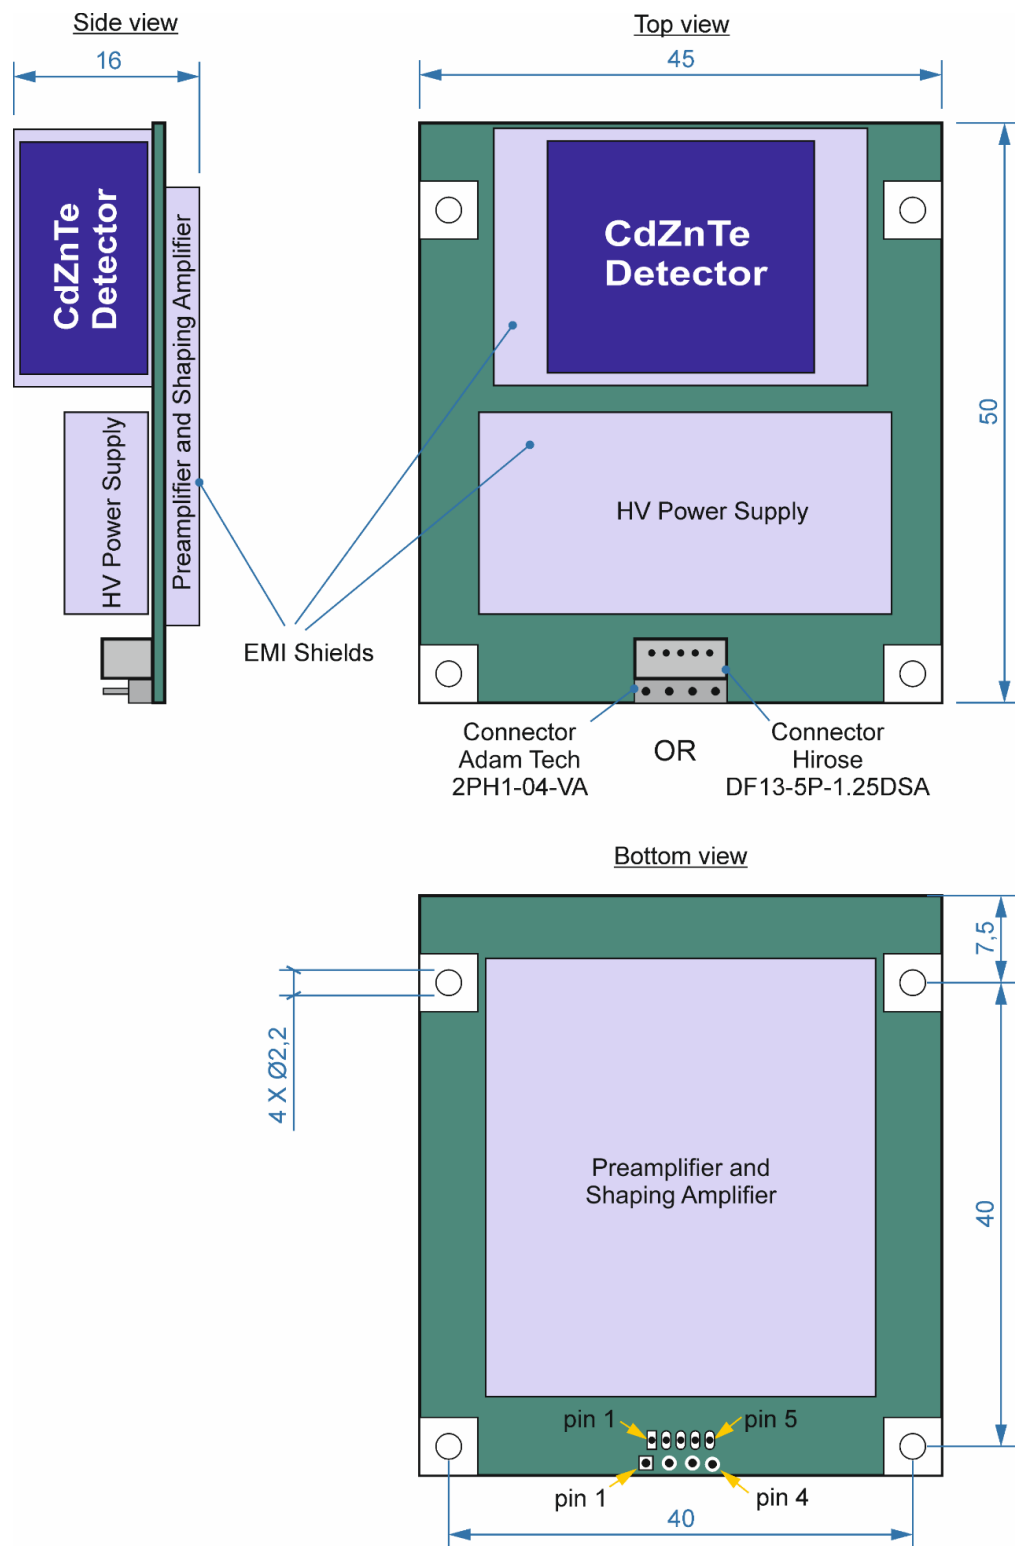 Side view
16
CdZnTe
Detector
HV Power Supply
Preamplifier and Shaping Amplifier
EMI Shields
Top view
45
50
CdZnTe
Detector
HV Power Supply
Connector
Adam Tech
2PH1-04-VA
OR
Connector
Hirose
DF13-5P-1.25DSA
Bottom view
7,5
4 X Ø2,2
40
Preamplifier and
Shaping Amplifier
pin 1
pin 5
pin 1
pin 4
40